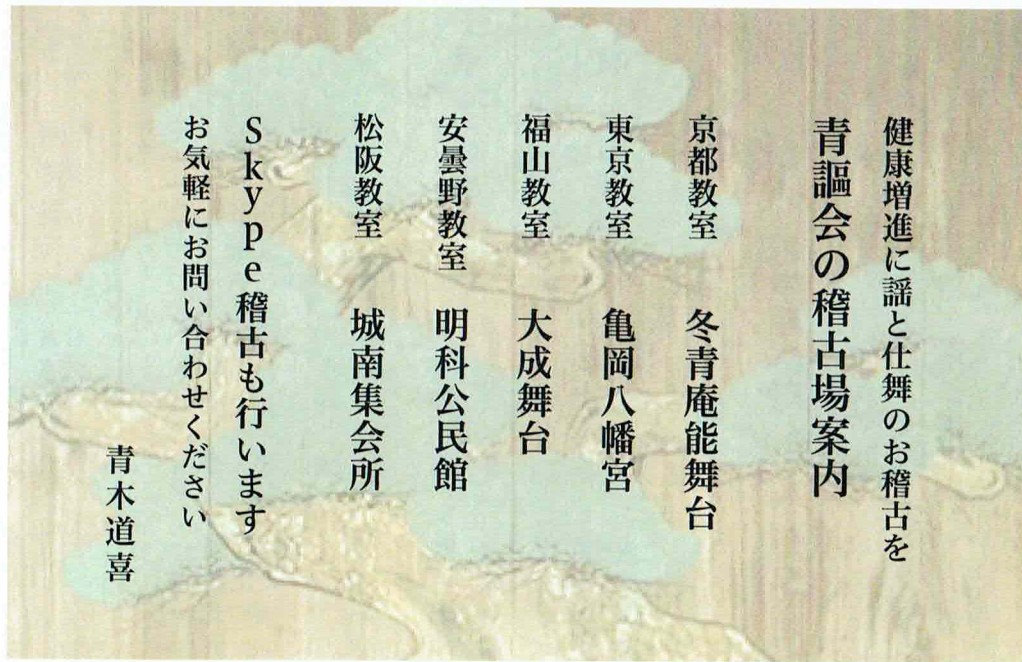 健康増進に謡と仕舞のお稽古を
青謳会の稽古場案内
京都教室　冬青庵能舞台
東京教室　亀岡八幡宮
福山教室　大成舞台
安曇野教室　明科公民館
松阪教室　城南集会所
Skype稽古も行います
お気軽にお問い合わせください
青木道喜